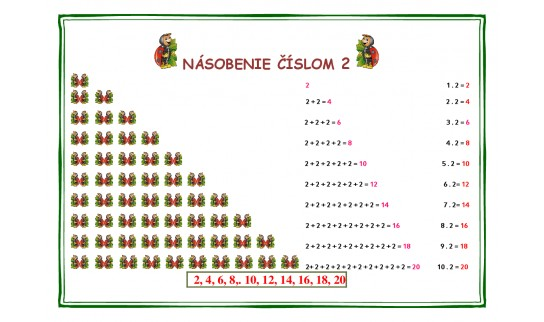 NÁSOBENIE ČÍSLOM 2
2 1 . 2 = 2
2 + 2 = 4 2 . 2 = 4
2 + 2 + 2 = 6 3 . 2 = 6
2 + 2 + 2 + 2 = 8 4 . 2 = 8
2 + 2 + 2 + 2 + 2 = 10 5 . 2 = 10
2 + 2 + 2 + 2 + 2 + 2 = 12 6 . 2 = 12
2 + 2 + 2 + 2 + 2 + 2 + 2 = 14 7 . 2 = 14
2 + 2 + 2 + 2 + 2 + 2 + 2 + 2 = 16 8 . 2 = 16
2 + 2 + 2 + 2 + 2 + 2 + 2 + 2 + 2 = 18 9 . 2 = 18
2 + 2 + 2 + 2 + 2 + 2 + 2 + 2 + 2 + 2 = 20 10 . 2 = 20
2, 4, 6, 8,. 10, 12, 14, 16, 18, 20